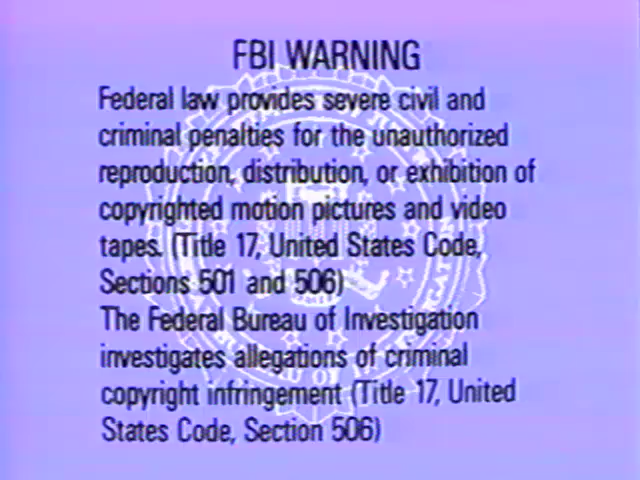 FBI WARNING
Federal law provides severe civil and
criminal penalties for the unauthorized
reproduction, distribution, or exhibition of
copyrighted motion pictures and video
tapes. (Title 17, United States Code,
Sections 501 and 506)
The Federal Bureau of Investigation
investigates allegations of criminal
copyright infringement (Title 17, United
States Code, Section 506)